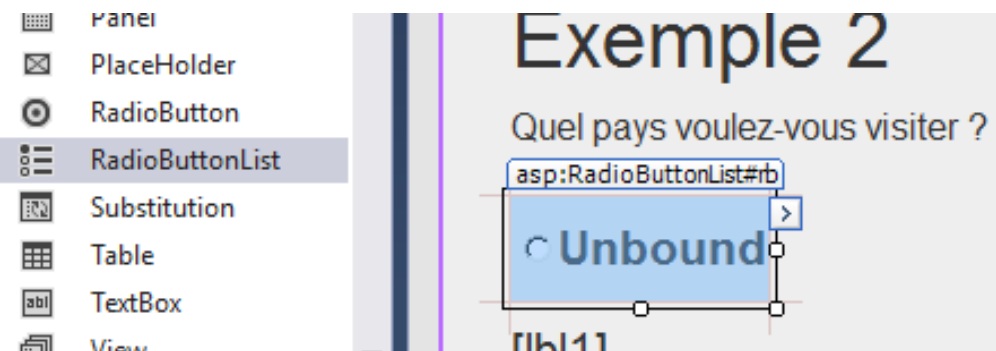 Panel
PlaceHolder
RadioButton
RadioButtonList
Substitution
Table
abl TextBox
View
Exemple 2
Quel pays voulez-vous visiter ?
asp:RadioButtonList#rb
Unbound
[lbl1]